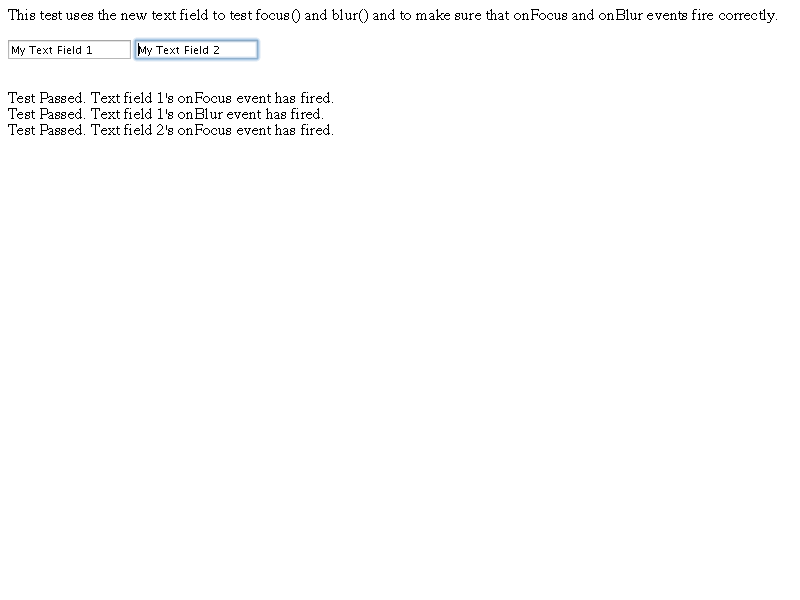 This test uses the new text field to test focus() and blur() and to make sure that onFocus and onBlur events fire correctly.
My Text Field 1 My Text Field 2
Test Passed. Text field 1's onFocus event has fired.
Test Passed. Text field 1's onBlur event has fired.
Test Passed. Text field 2's onFocus event has fired.